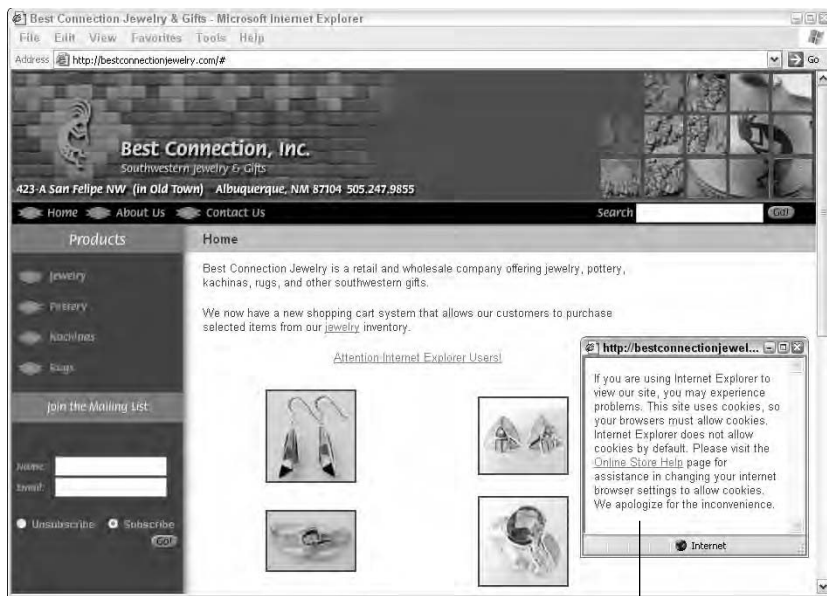 Best Connection Jewelry & Gifts - Microsoft Internet Explorer
File Edit View Favorites Tools Help
Address http://bestconnectionjewelry.com/# Go
Best Connection, Inc.
Southwestern Jewelry & Gifts
423-A San Felipe NW (in Old Town) Albuquerque, NM 87104 505.247.9855
Home About Us Contact Us Search Go!
Products
Jewelry
Pottery
Kachinas
Rugs
Join the Mailing List:
Name:
Email:
Unsubscribe Subscribe
Go!
Home
Best Connection Jewelry is a retail and wholesale company offering jewelry, pottery,
kachinas, rugs, and other southwestern gifts.
We now have a new shopping cart system that allows our customers to purchase
selected items from our jewelry inventory.
Attention Internet Explorer Users!
http://bestconnectionjewel...
If you are using Internet Explorer to
view our site, you may experience
problems. This site uses cookies, so
your browsers must allow cookies.
Internet Explorer does not allow
cookies by default. Please visit the
Online Store Help page for
assistance in changing your internet
browser settings to allow cookies.
We apologize for the inconvenience.
Internet